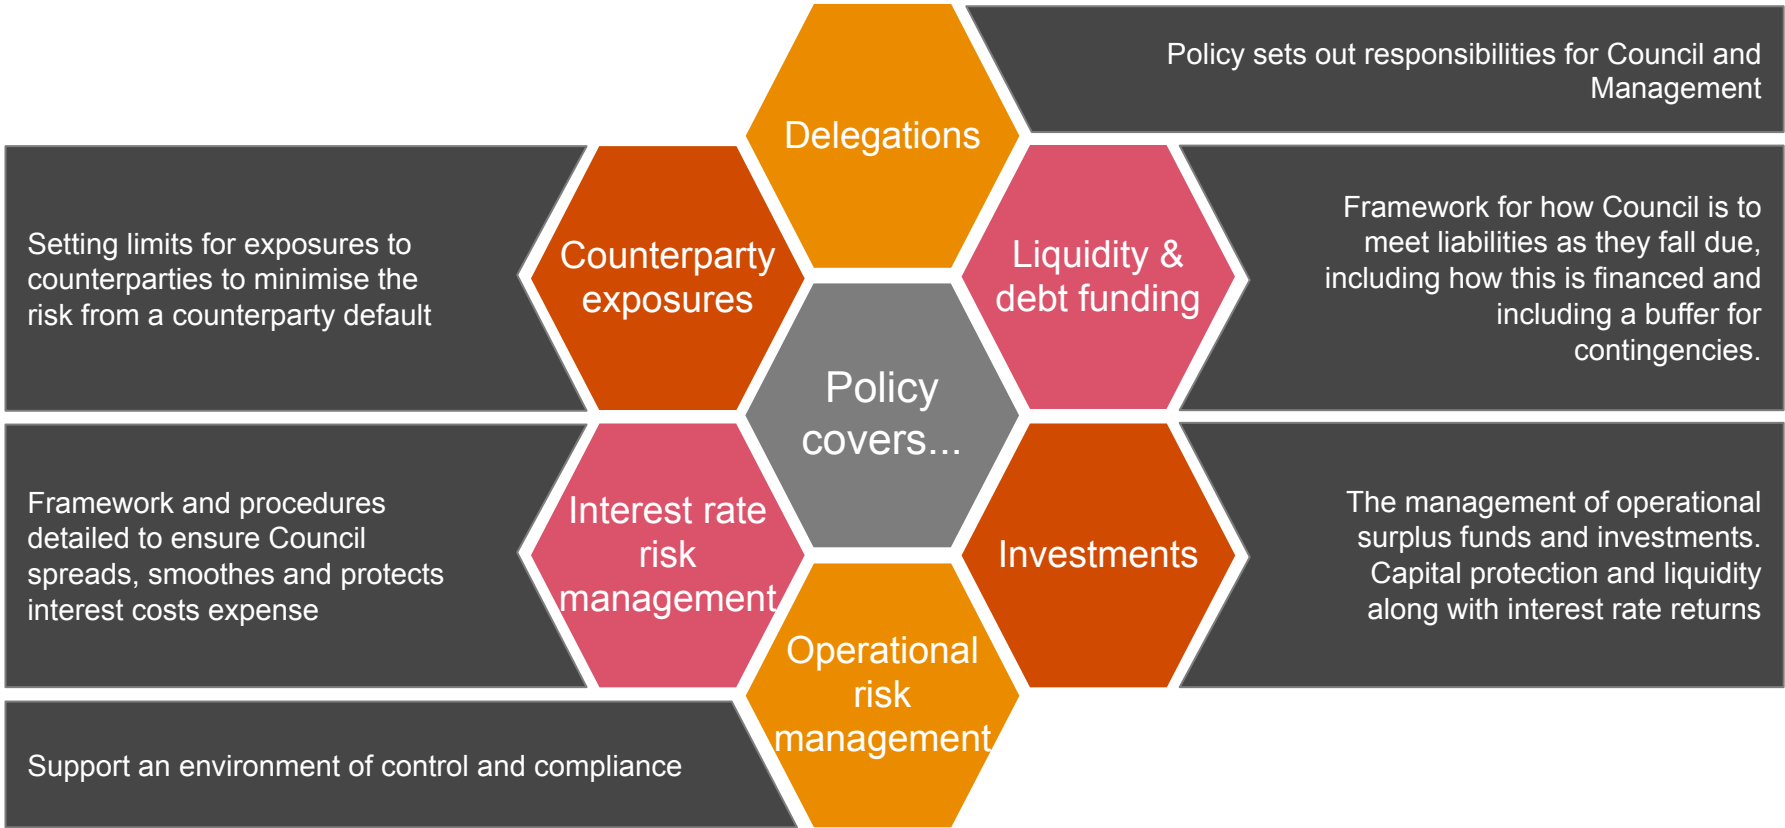 Policy sets out responsibilities for Council and
Management
Delegations
Setting limits for exposures to
counterparties to minimise the
risk from a counterparty default
Counterparty
exposures
Liquidity &
debt funding
Framework for how Council is to
meet liabilities as they fall due,
including how this is financed and
including a buffer for
contingencies.
Policy
covers...
Framework and procedures
detailed to ensure Council
spreads, smoothes and protects
interest costs expense
Interest rate
risk
management
Investments
The management of operational
surplus funds and investments.
Capital protection and liquidity
along with interest rate returns
Operational
risk
management
Support an environment of control and compliance